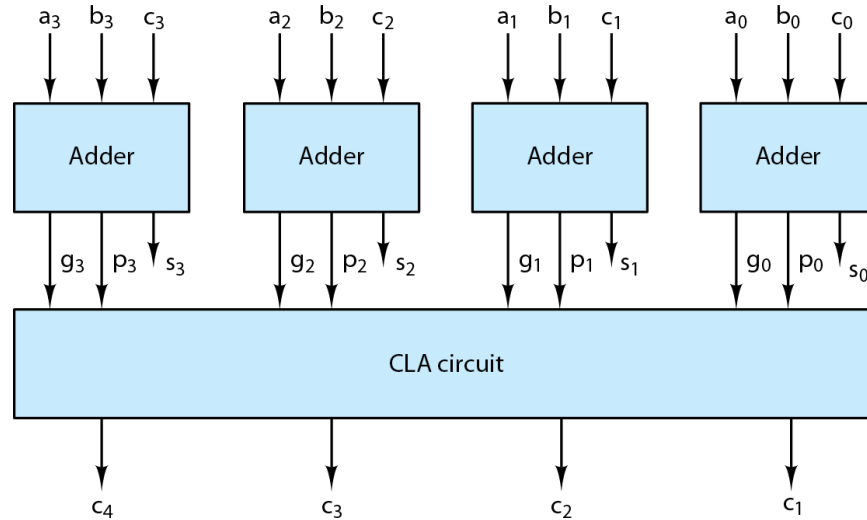 a₃ b₃ c₃ a₂ b₂ c₂ a₁ b₁ c₁ a₀ b₀ c₀
Adder Adder Adder Adder
g₃ p₃ s₃ g₂ p₂ s₂ g₁ p₁ s₁ g₀ p₀ s₀
CLA circuit
c₄ c₃ c₂ c₁